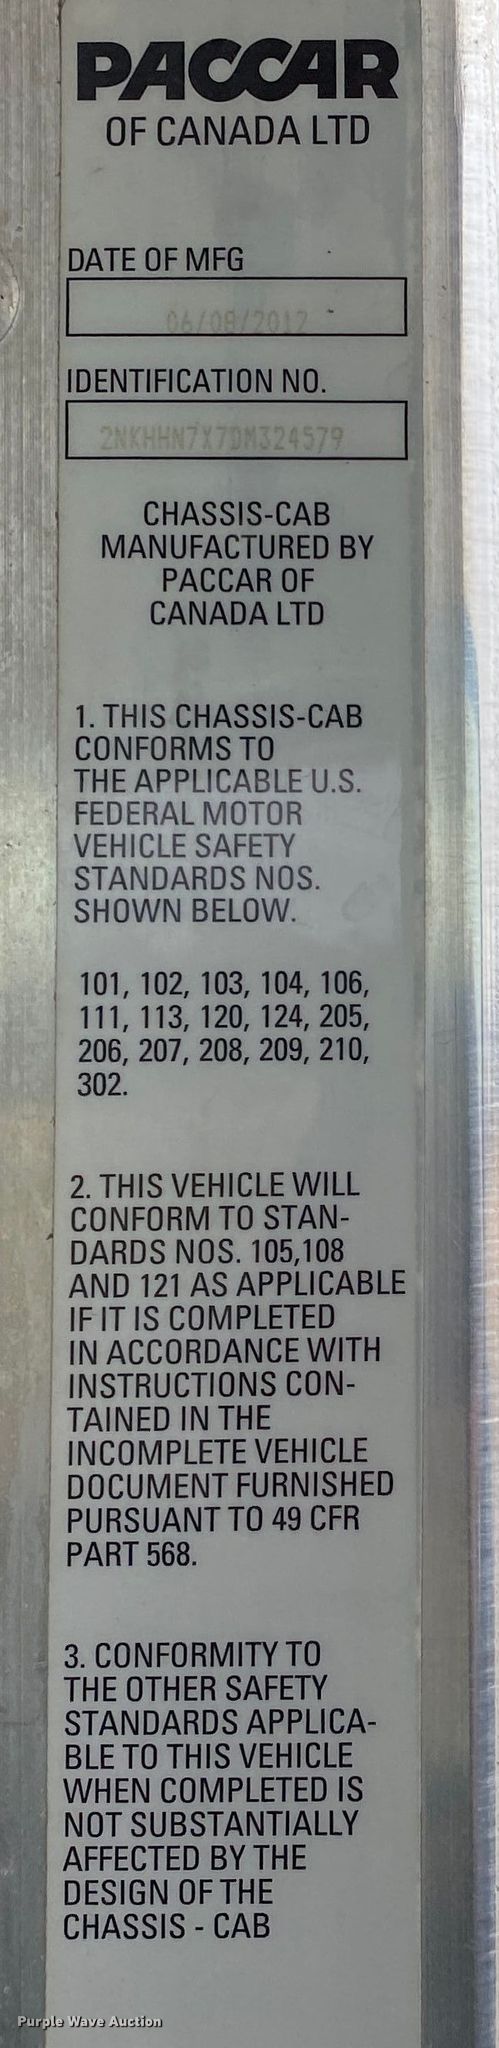 PACCAR
OF CANADA LTD
DATE OF MFG
06/08/2012
IDENTIFICATION NO.
2NKHHN7X7DM324579
CHASSIS-CAB
MANUFACTURED BY
PACCAR OF
CANADA LTD
1. THIS CHASSIS-CAB
CONFORMS TO
THE APPLICABLE U.S.
FEDERAL MOTOR
VEHICLE SAFETY
STANDARDS NOS.
SHOWN BELOW.
101, 102, 103, 104, 106,
111, 113, 120, 124, 205,
206, 207, 208, 209, 210,
302.
2. THIS VEHICLE WILL
CONFORM TO STAN-
DARDS NOS. 105,108
AND 121 AS APPLICABLE
IF IT IS COMPLETED
IN ACCORDANCE WITH
INSTRUCTIONS CON-
TAINED IN THE
INCOMPLETE VEHICLE
DOCUMENT FURNISHED
PURSUANT TO 49 CFR
PART 568.
3. CONFORMITY TO
THE OTHER SAFETY
STANDARDS APPLICA-
BLE TO THIS VEHICLE
WHEN COMPLETED IS
NOT SUBSTANTIALLY
AFFECTED BY THE
DESIGN OF THE
CHASSIS - CAB
Purple Wave Auction